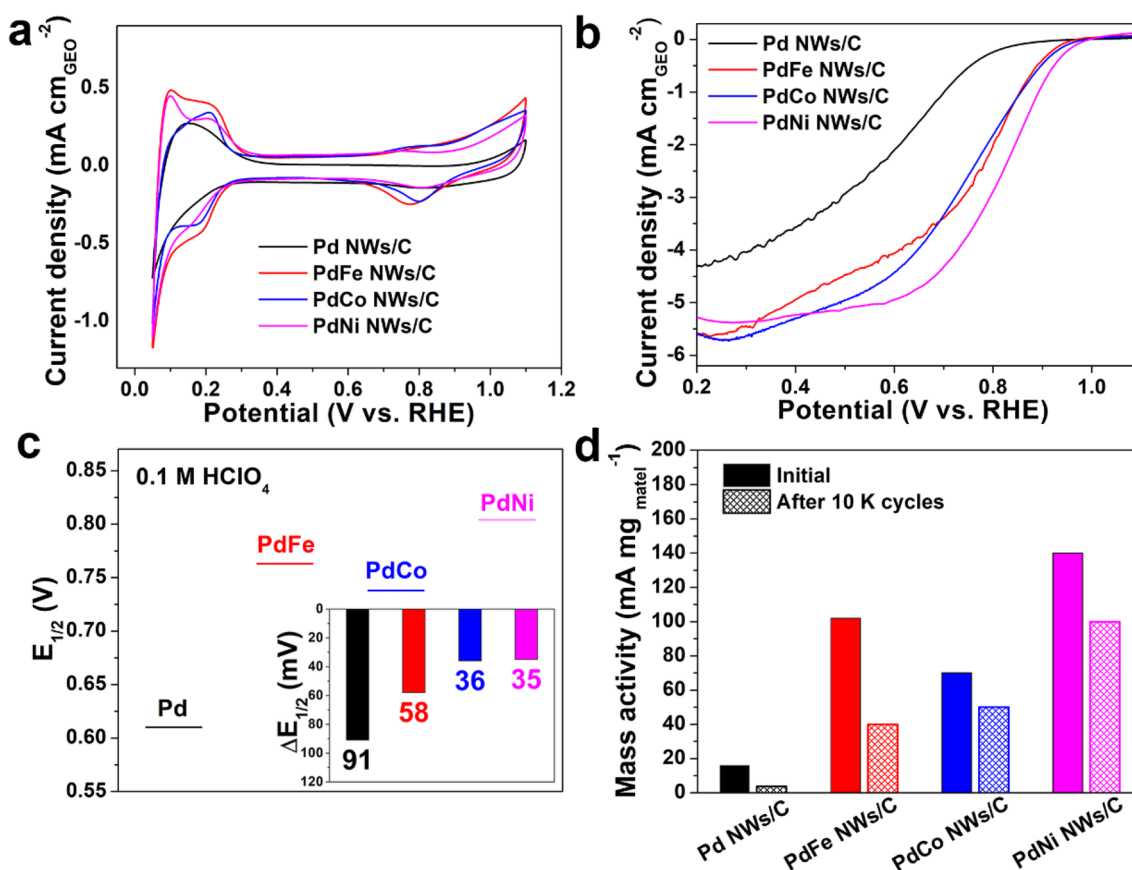 a
Current density (mA cm_GEO^-2)
0.5
0.0
-0.5
-1.0
Pd NWs/C
PdFe NWs/C
PdCo NWs/C
PdNi NWs/C
0.0 0.2 0.4 0.6 0.8 1.0 1.2
Potential (V vs. RHE)
b
Current density (mA cm_GEO^-2)
0
-1
-2
-3
-4
-5
-6
Pd NWs/C
PdFe NWs/C
PdCo NWs/C
PdNi NWs/C
0.2 0.4 0.6 0.8 1.0
Potential (V vs. RHE)
c
0.1 M HClO4
E1/2 (V)
0.85
0.80
0.75
0.70
0.65
0.60
0.55
Pd
PdFe
PdCo
PdNi
ΔE1/2 (mV)
0
20
40
60
80
100
120
91
58
36
35
d
Mass activity (mA mg_matel^-1)
200
180
160
140
120
100
80
60
40
20
0
Initial
After 10 K cycles
Pd NWs/C
PdFe NWs/C
PdCo NWs/C
PdNi NWs/C